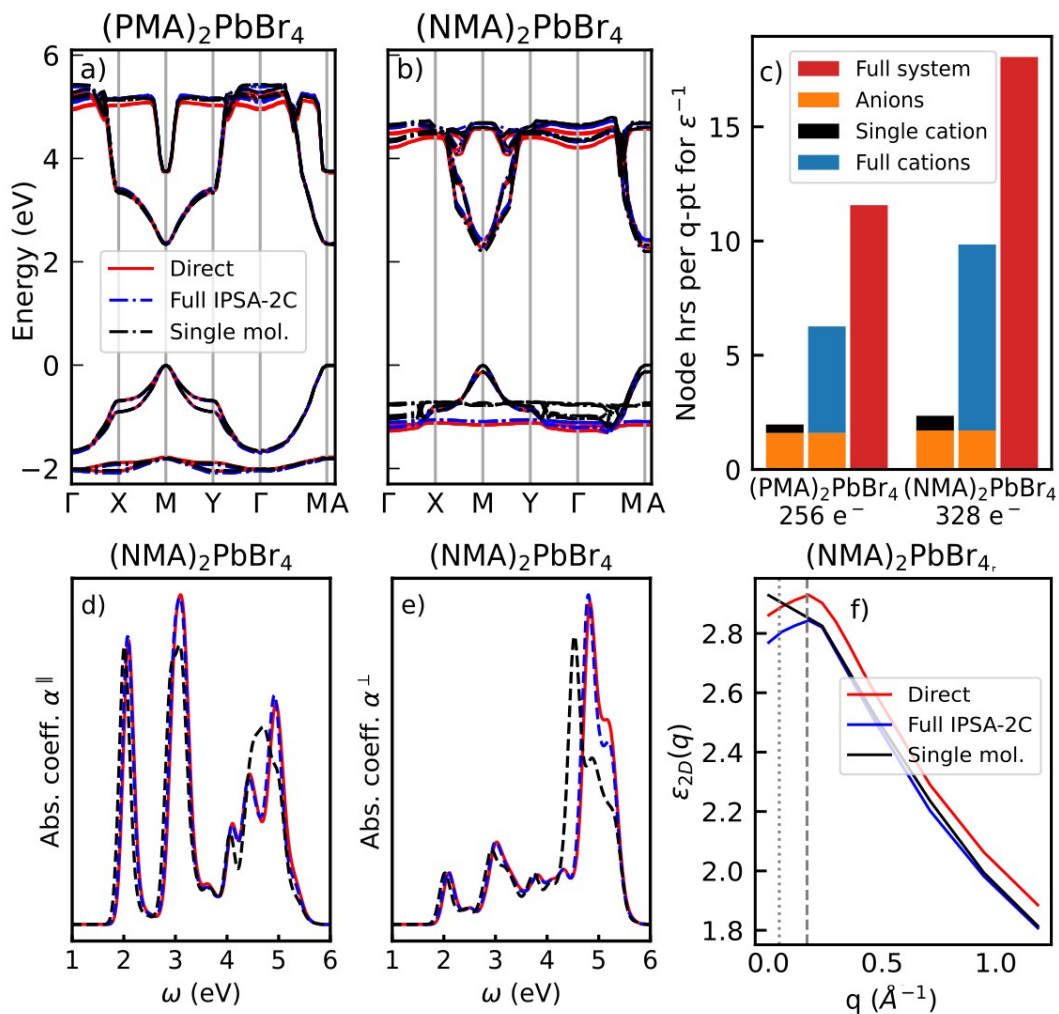 (PMA)₂PbBr₄
(NMA)₂PbBr₄
a)
b)
c)
6
4
2
0
−2
Energy (eV)
Direct
Full IPSA-2C
Single mol.
Γ X M Y Γ M A
Γ X M Y Γ M A
Node hrs per q-pt for ε⁻¹
15
10
5
0
Full system
Anions
Single cation
Full cations
(PMA)₂PbBr₄ (NMA)₂PbBr₄
256 e⁻ 328 e⁻
(NMA)₂PbBr₄
d)
Abs. coeff. α∥
1 2 3 4 5 6
ω (eV)
(NMA)₂PbBr₄
e)
Abs. coeff. α⊥
1 2 3 4 5 6
ω (eV)
(NMA)₂PbBr₄
f)
ε2D(q)
2.8
2.6
2.4
2.2
2.0
1.8
Direct
Full IPSA-2C
Single mol.
0.0 0.5 1.0
q (Å⁻¹)